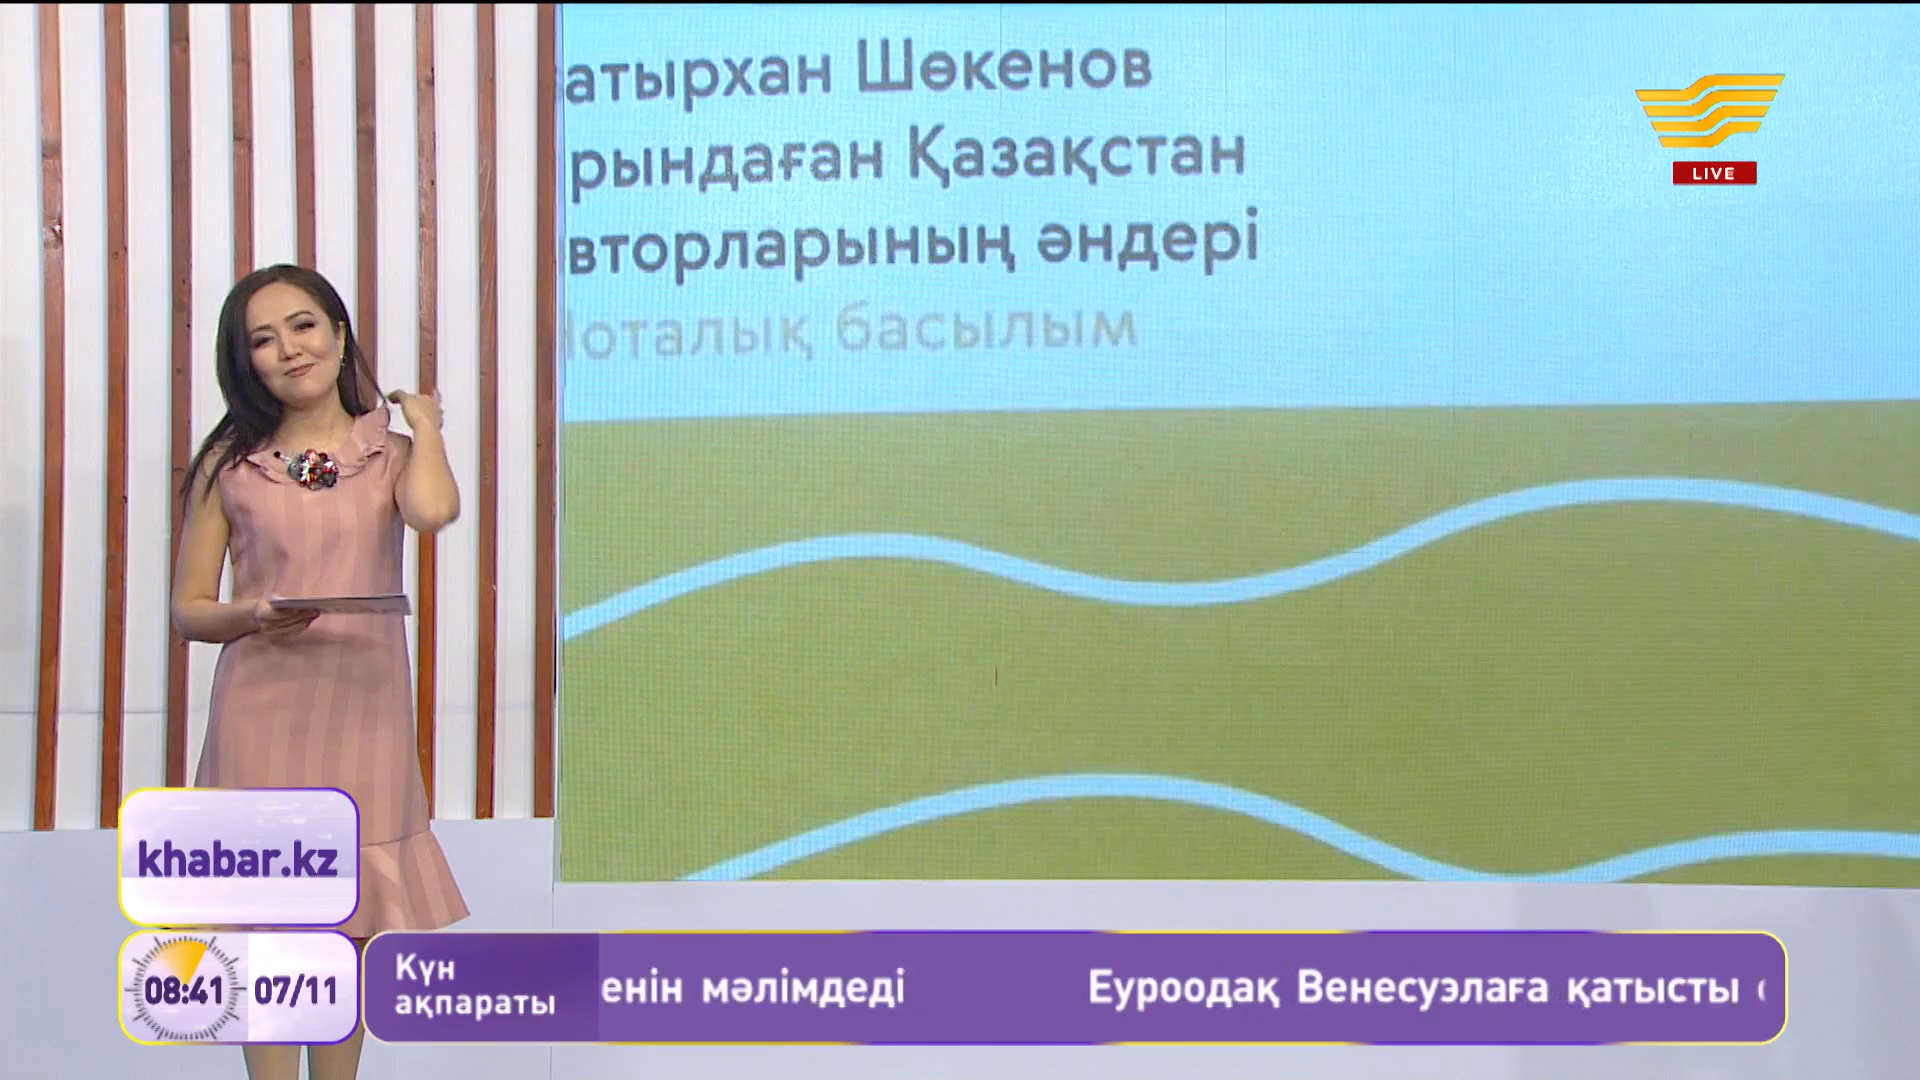 атырхан Шөкенов
рындаған Қазақстан
вторларының әндері
Ноталық басылым
LIVE
khabar.kz
08:41 07/11
Күн
ақпараты
енін мәлімдеді Еуроодақ Венесуэлаға қатысты